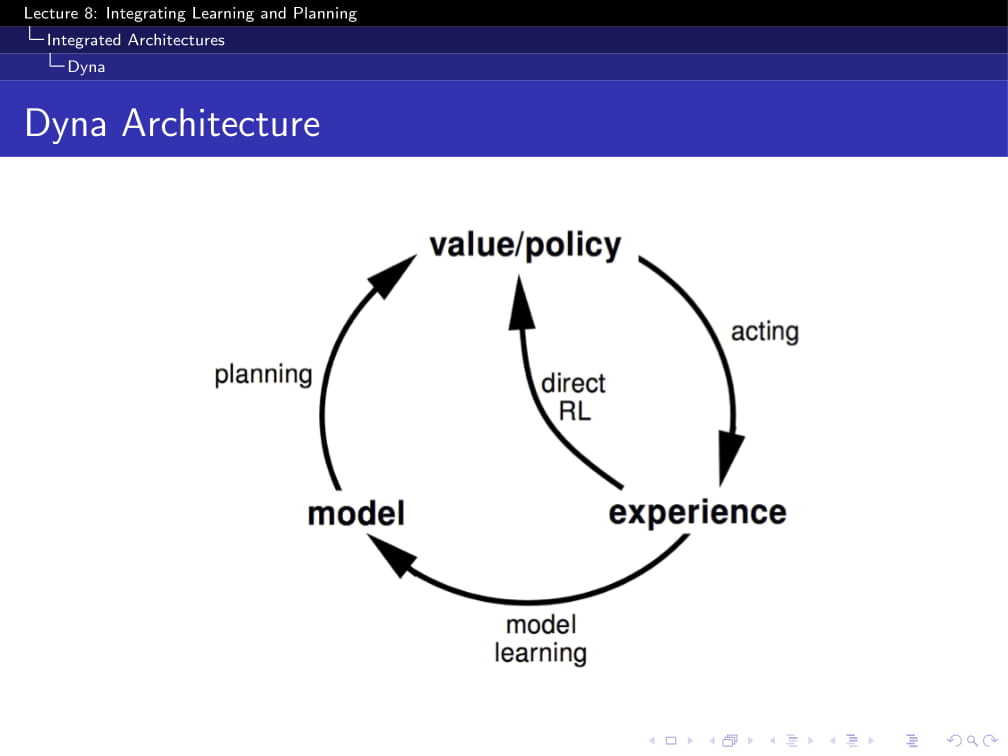 Lecture 8: Integrating Learning and Planning
Integrated Architectures
Dyna
Dyna Architecture
value/policy
acting
planning
direct
RL
model
experience
model
learning